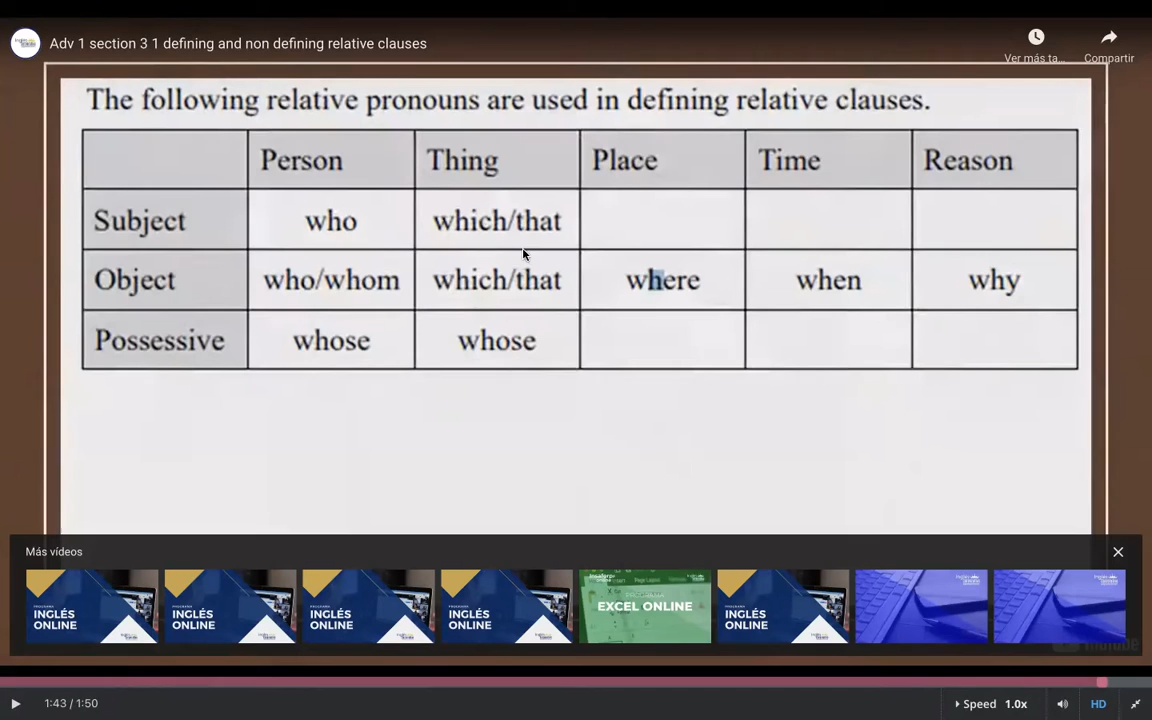 Adv 1 section 3 1 defining and non defining relative clauses
Ver más ta...
Compartir
The following relative pronouns are used in defining relative clauses.
Person Thing Place Time Reason
Subject who which/that
Object who/whom which/that where when why
Possessive whose whose
Más vídeos
INGLÉS ONLINE
INGLÉS ONLINE
INGLÉS ONLINE
INGLÉS ONLINE
EXCEL ONLINE
INGLÉS ONLINE
YouTube
1:43 / 1:50
Speed 1.0x
HD